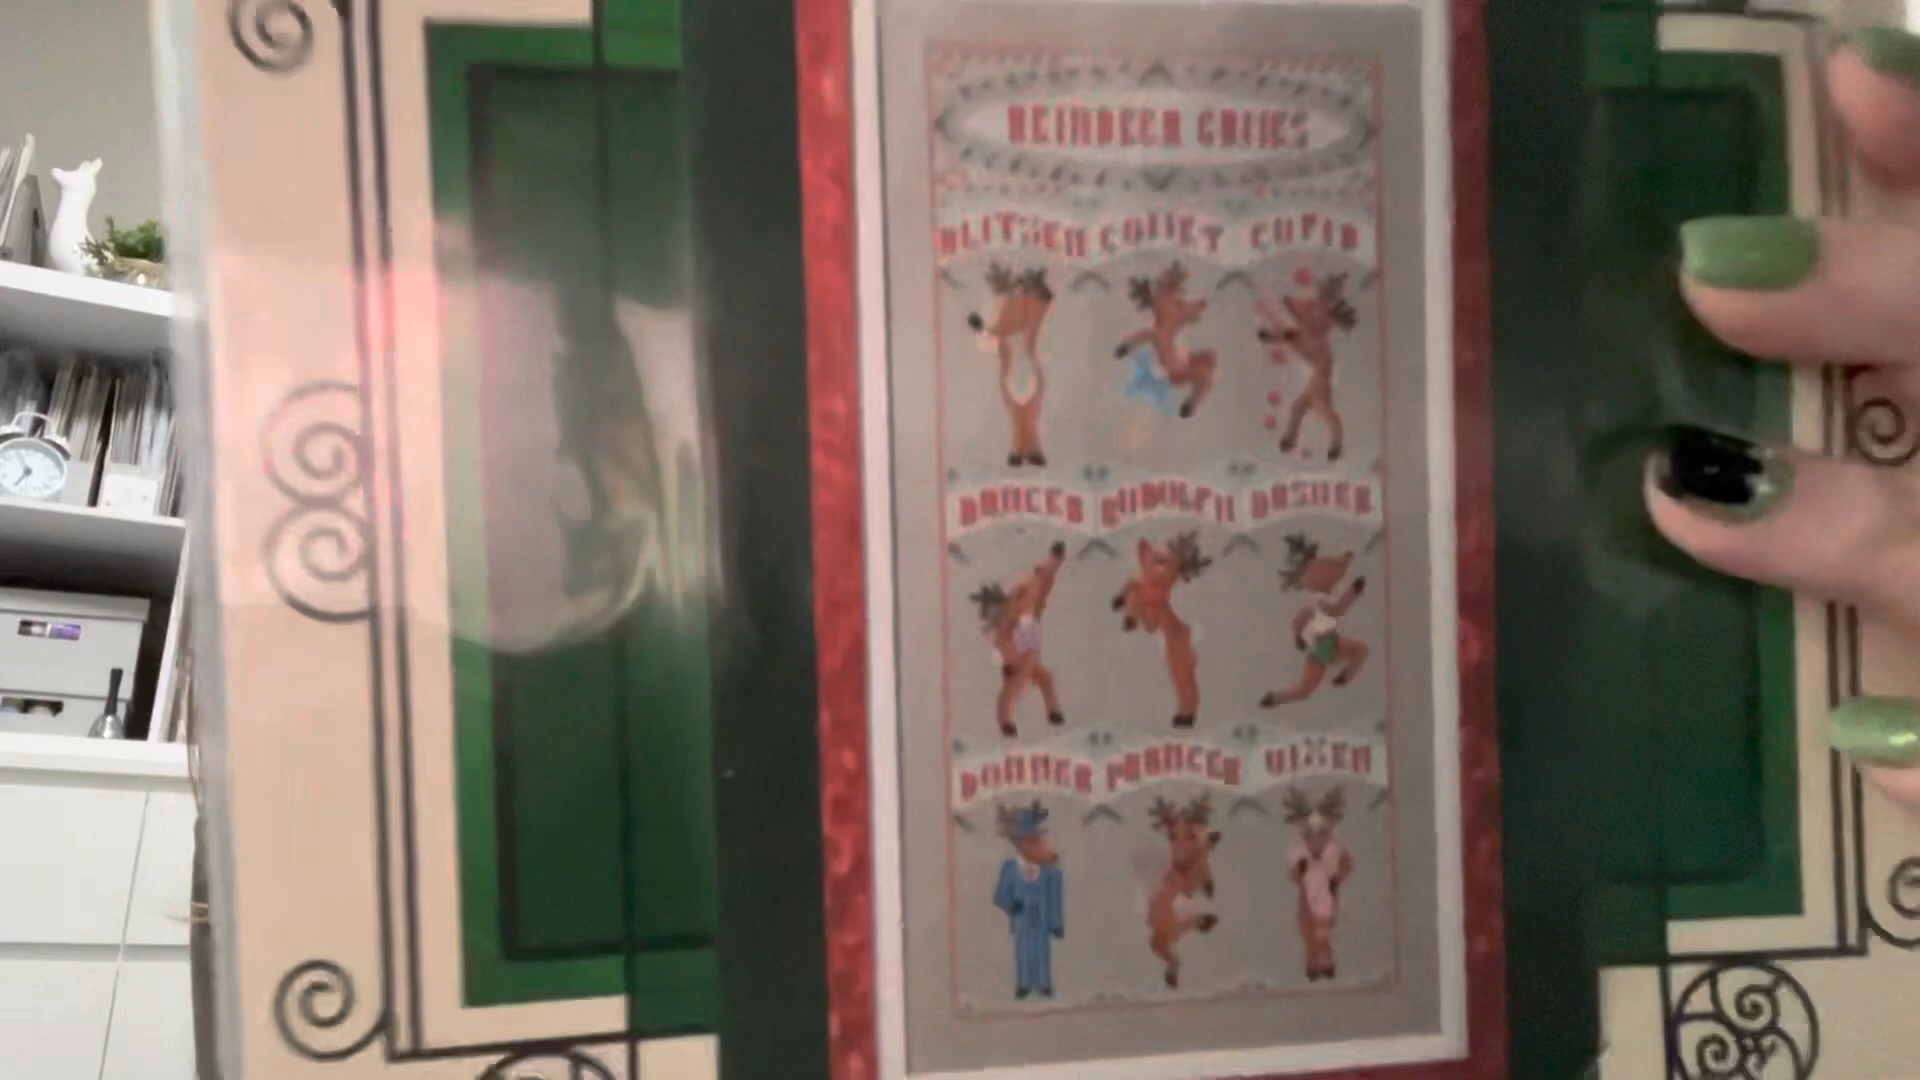 REINDEER GAMES
BLITZEN COMET CUPID
DANCER RUDOLPH DASHER
DONNER PRANCER VIXEN